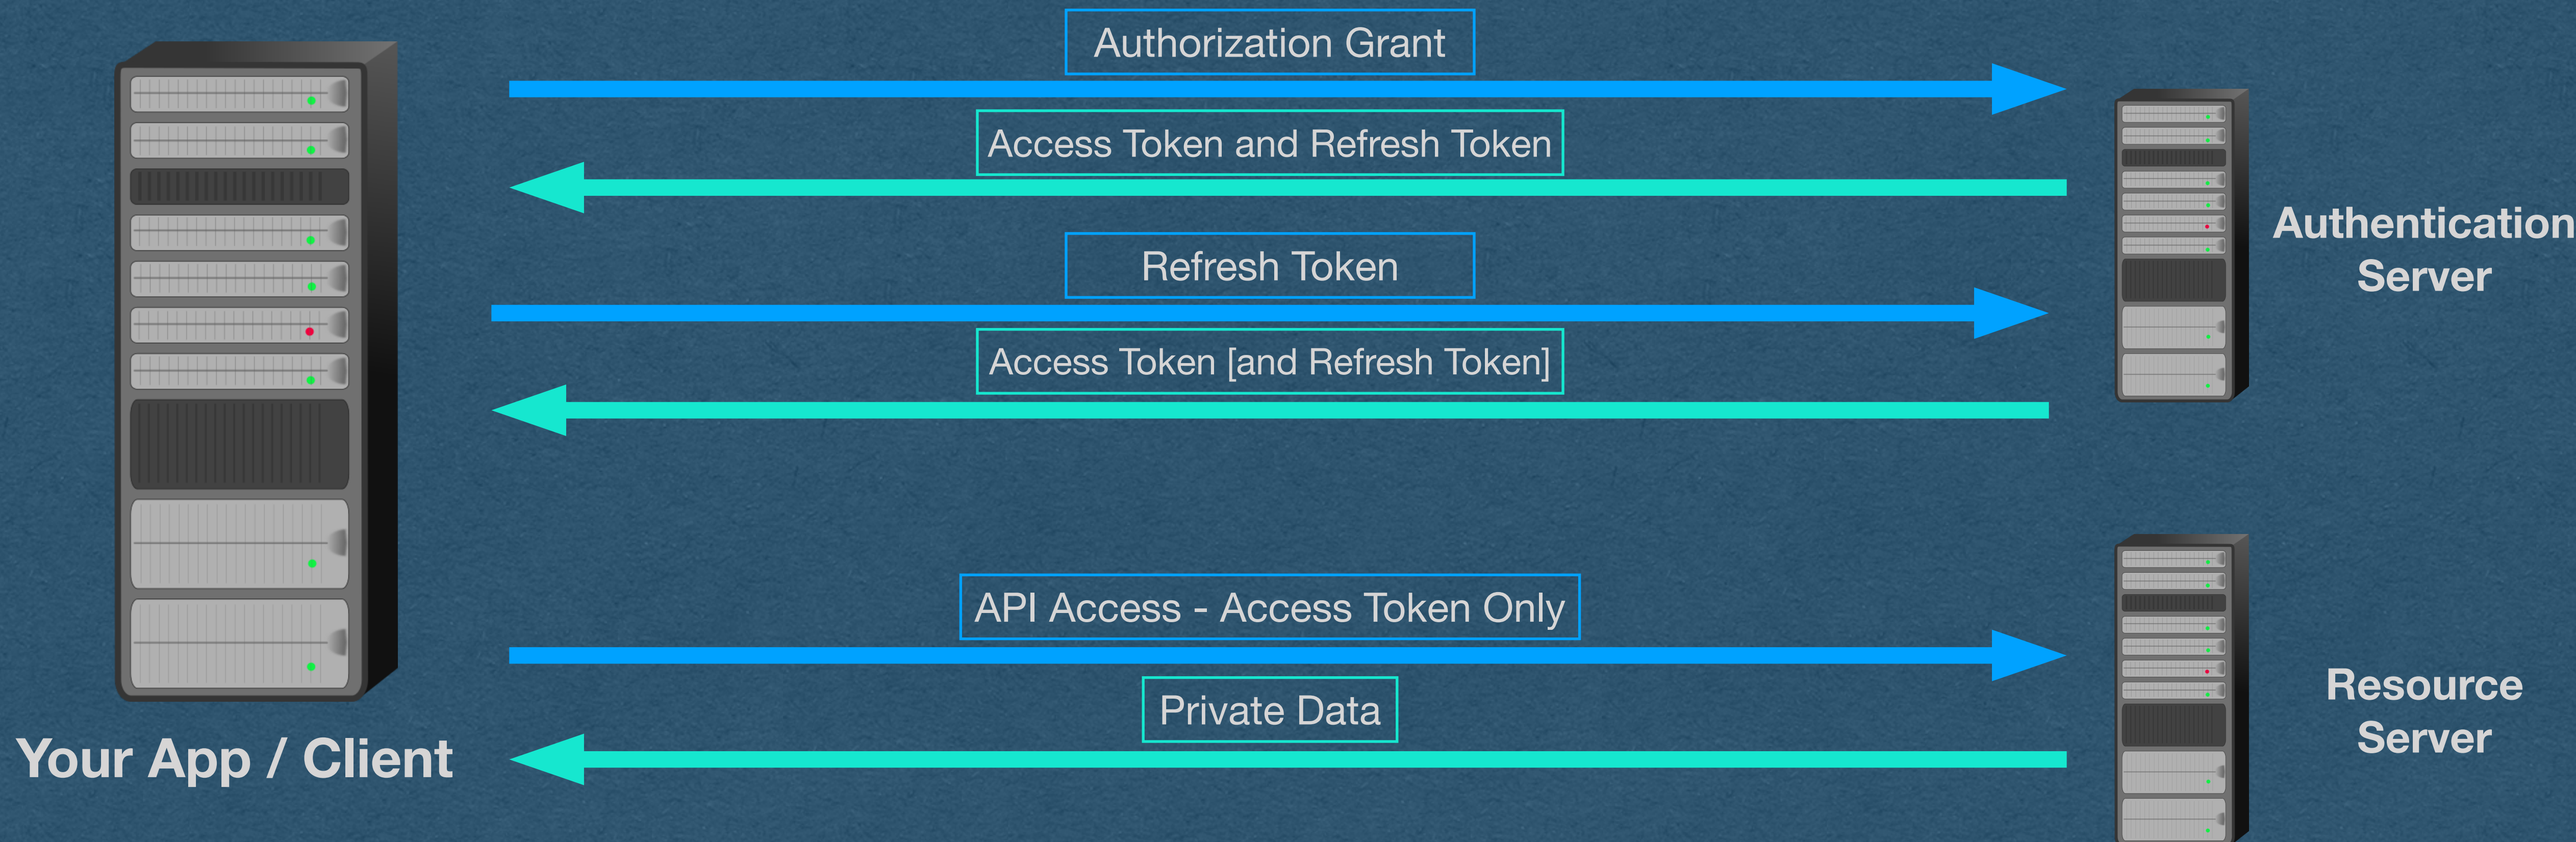 Authorization Grant
Access Token and Refresh Token
Refresh Token
Access Token [and Refresh Token]
Authentication
Server
API Access - Access Token Only
Private Data
Your App / Client
Resource
Server